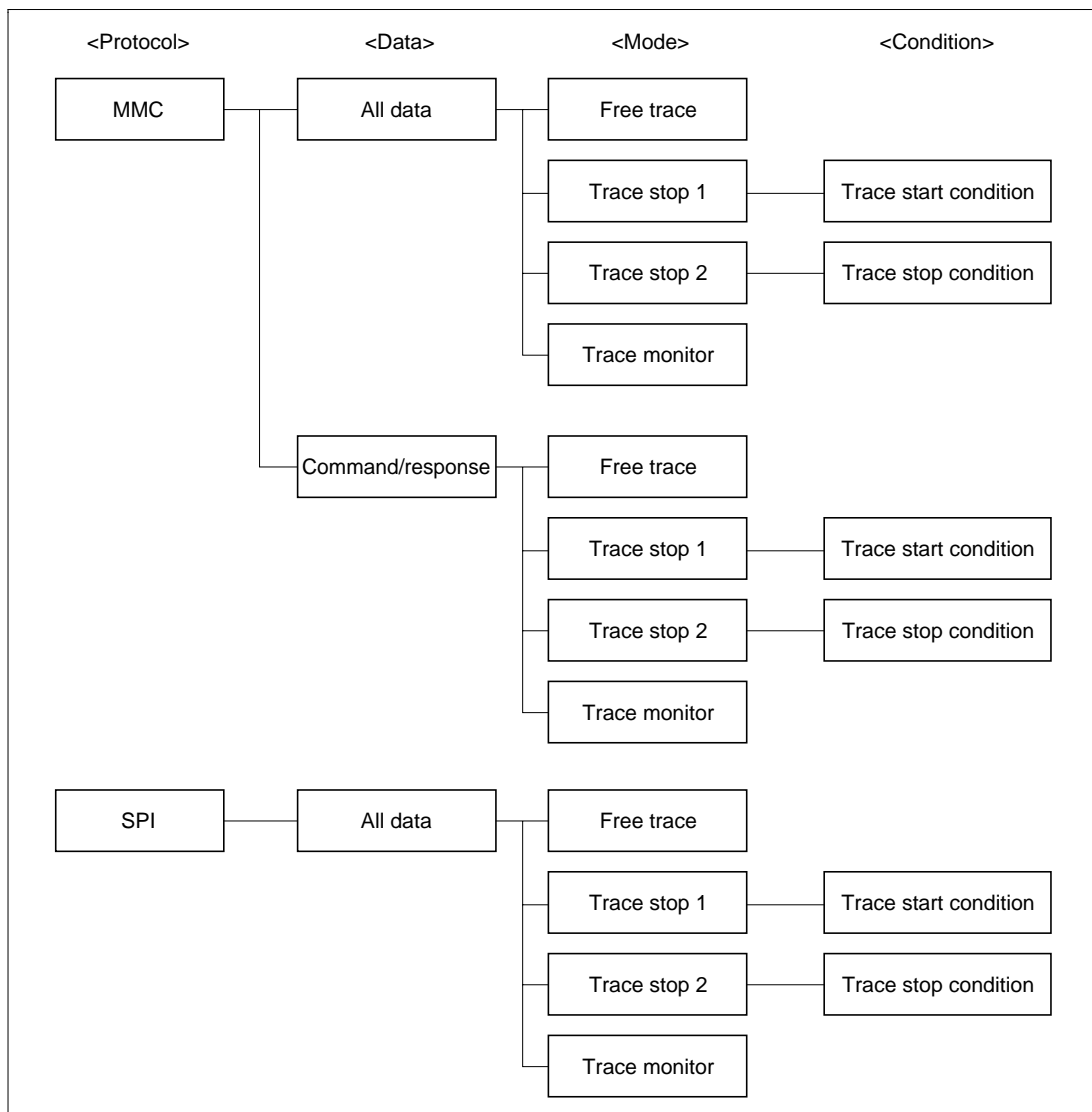 <Protocol> <Data> <Mode> <Condition>
MMC All data Free trace
Trace stop 1 Trace start condition
Trace stop 2 Trace stop condition
Trace monitor
Command/response Free trace
Trace stop 1 Trace start condition
Trace stop 2 Trace stop condition
Trace monitor
SPI All data Free trace
Trace stop 1 Trace start condition
Trace stop 2 Trace stop condition
Trace monitor